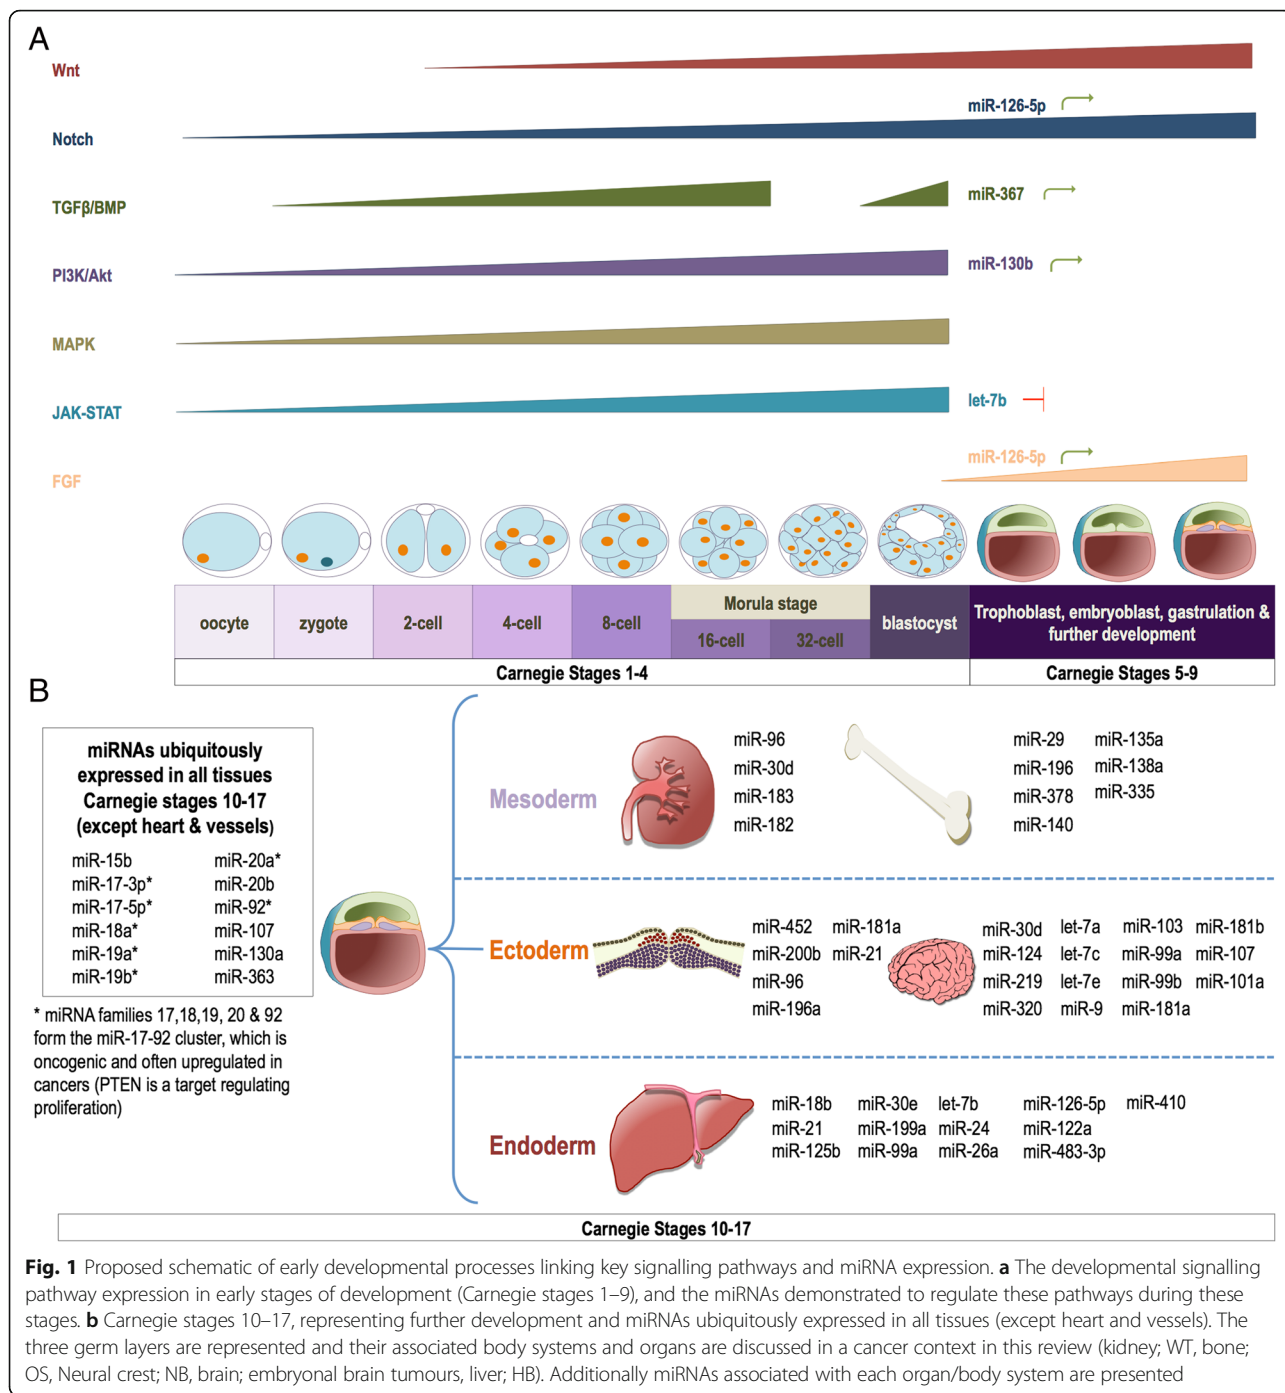 A
Wnt
miR-126-5p
Notch
TGFβ/BMP
miR-367
PI3K/Akt
miR-130b
MAPK
JAK-STAT
let-7b
miR-126-5p
FGF
oocyte
zygote
2-cell
4-cell
8-cell
Morula stage
16-cell
32-cell
blastocyst
Trophoblast, embryoblast, gastrulation &
further development
Carnegie Stages 1-4
Carnegie Stages 5-9
B
miRNAs ubiquitously
expressed in all tissues
Carnegie stages 10-17
(except heart & vessels)
miR-15b miR-20a*
miR-17-3p* miR-20b
miR-17-5p* miR-92*
miR-18a* miR-107
miR-19a* miR-130a
miR-19b* miR-363
* miRNA families 17,18,19, 20 & 92
form the miR-17-92 cluster, which is
oncogenic and often upregulated in
cancers (PTEN is a target regulating
proliferation)
Mesoderm
miR-96
miR-30d
miR-183
miR-182
miR-29 miR-135a
miR-196 miR-138a
miR-378 miR-335
miR-140
Ectoderm
miR-452 miR-181a
miR-200b miR-21
miR-96
miR-196a
miR-30d let-7a miR-103 miR-181b
miR-124 let-7c miR-99a miR-107
miR-219 let-7e miR-99b miR-101a
miR-320 miR-9 miR-181a
Endoderm
miR-18b miR-30e let-7b miR-126-5p miR-410
miR-21 miR-199a miR-24 miR-122a
miR-125b miR-99a miR-26a miR-483-3p
Carnegie Stages 10-17
Fig. 1 Proposed schematic of early developmental processes linking key signalling pathways and miRNA expression. a The developmental signalling
pathway expression in early stages of development (Carnegie stages 1–9), and the miRNAs demonstrated to regulate these pathways during these
stages. b Carnegie stages 10–17, representing further development and miRNAs ubiquitously expressed in all tissues (except heart and vessels). The
three germ layers are represented and their associated body systems and organs are discussed in a cancer context in this review (kidney; WT, bone;
OS, Neural crest; NB, brain; embryonal brain tumours, liver; HB). Additionally miRNAs associated with each organ/body system are presented